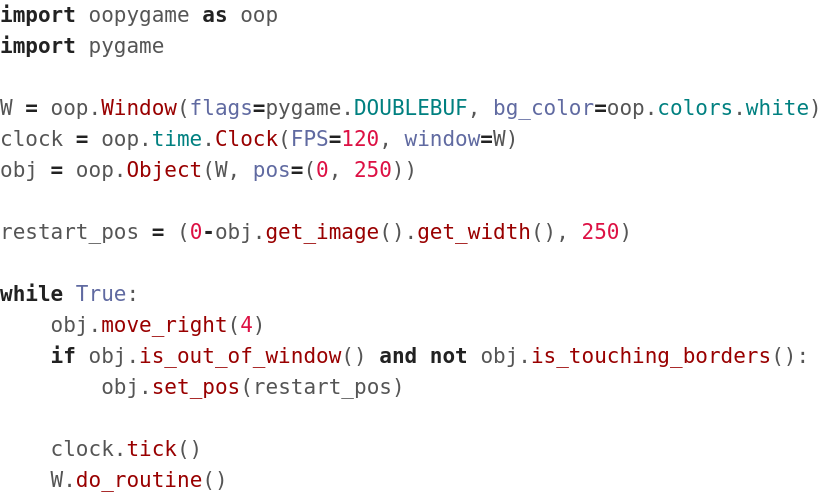 import oopygame as oop
import pygame

W = oop.Window(flags=pygame.DOUBLEBUF, bg_color=oop.colors.white)
clock = oop.time.Clock(FPS=120, window=W)
obj = oop.Object(W, pos=(0, 250))

restart_pos = (0-obj.get_image().get_width(), 250)

while True:
    obj.move_right(4)
    if obj.is_out_of_window() and not obj.is_touching_borders():
        obj.set_pos(restart_pos)

    clock.tick()
    W.do_routine()